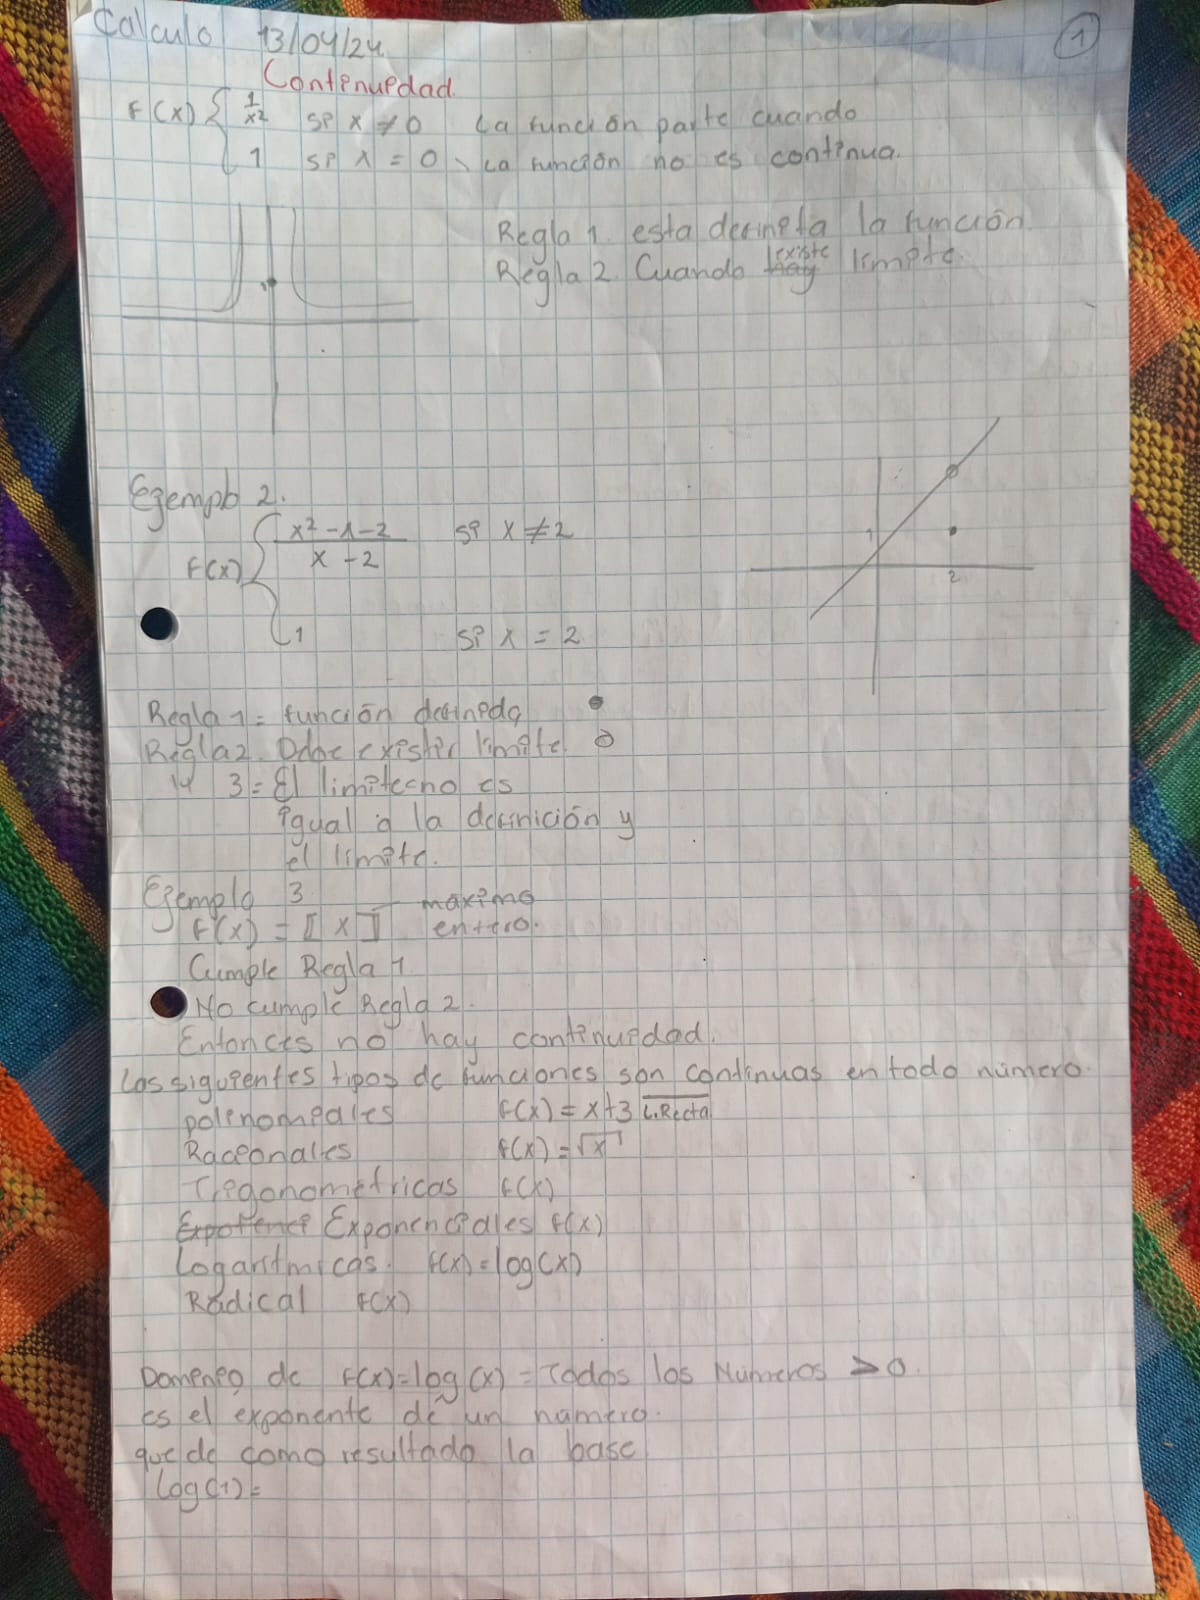 Calculo 13/04/24 1
Continuidad
F(x) { 1/x² si x ≠ 0 La función parte cuando
1 si x = 0 La función no es continua.
Regla 1 esta definita la función
Regla 2 Cuando hay existe limite.
Ejemplo 2.
F(x) { x² - x - 2 / x - 2 si x ≠ 2
1 si x = 2
1
2
Regla 1 = función definida
Regla 2. Debe existir limite
3 = El limite no es
igual a la definición y
el limite.
Ejemplo 3
F(x) = ⟦ x ⟧ maximo
entero.
Cumple Regla 1
No cumple Regla 2.
Entonces no hay continuidad.
Los siguientes tipos de funciones son continuas en todo número.
polinomiales f(x) = x+3 L.Recta
Racionales f(x) = √x
Trigonometricas f(x)
Expotenci Exponenciales f(x)
Logaritmicas. f(x) = log(x)
Radical f(x)
Dominio de f(x)=log(x) = Todos los Números > 0.
es el exponente de un número.
que de como resultado la base
log(1) =